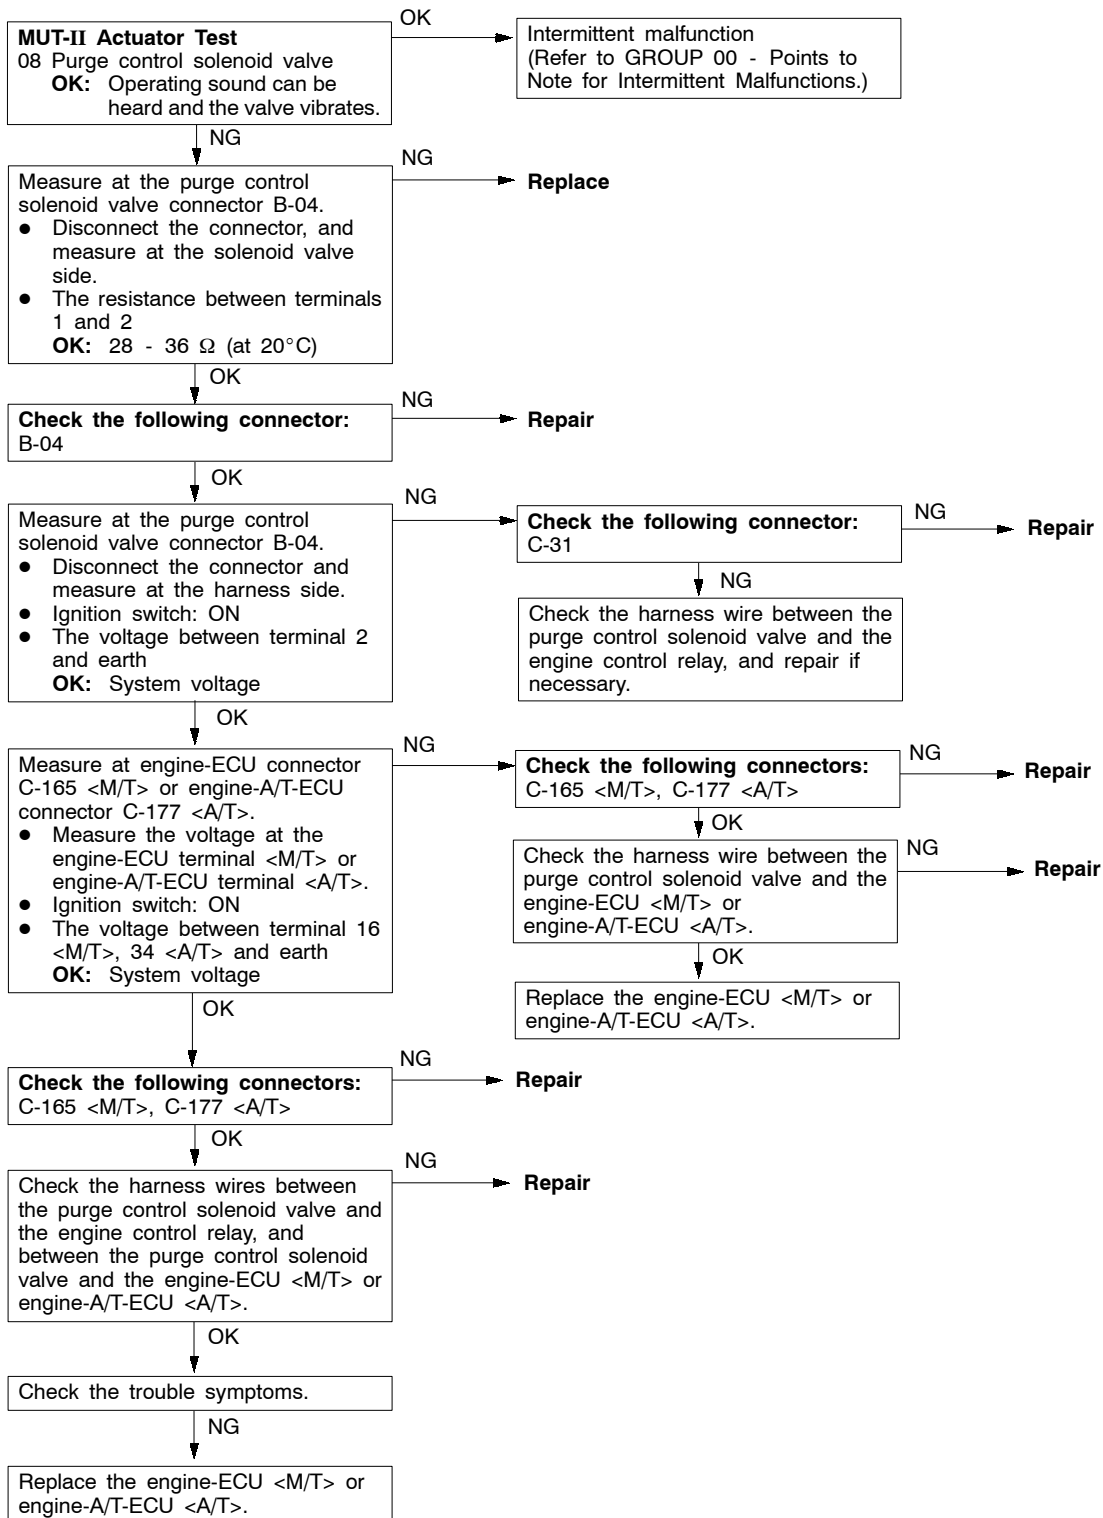 OK
MUT-II Actuator Test
08 Purge control solenoid valve
OK: Operating sound can be
heard and the valve vibrates.
Intermittent malfunction
(Refer to GROUP 00 - Points to
Note for Intermittent Malfunctions.)
NG
NG
Measure at the purge control
solenoid valve connector B-04.
● Disconnect the connector, and
measure at the solenoid valve
side.
● The resistance between terminals
1 and 2
OK: 28 - 36 Ω (at 20°C)
Replace
OK
NG
Check the following connector:
B-04
Repair
OK
NG
Measure at the purge control
solenoid valve connector B-04.
● Disconnect the connector and
measure at the harness side.
● Ignition switch: ON
● The voltage between terminal 2
and earth
OK: System voltage
Check the following connector:
C-31
NG
Repair
NG
Check the harness wire between the
purge control solenoid valve and the
engine control relay, and repair if
necessary.
OK
NG
Measure at engine-ECU connector
C-165 <M/T> or engine-A/T-ECU
connector C-177 <A/T>.
● Measure the voltage at the
engine-ECU terminal <M/T> or
engine-A/T-ECU terminal <A/T>.
● Ignition switch: ON
● The voltage between terminal 16
<M/T>, 34 <A/T> and earth
OK: System voltage
Check the following connectors:
C-165 <M/T>, C-177 <A/T>
NG
Repair
OK
Check the harness wire between the
purge control solenoid valve and the
engine-ECU <M/T> or
engine-A/T-ECU <A/T>.
NG
Repair
OK
Replace the engine-ECU <M/T> or
engine-A/T-ECU <A/T>.
OK
NG
Check the following connectors:
C-165 <M/T>, C-177 <A/T>
Repair
OK
NG
Check the harness wires between
the purge control solenoid valve and
the engine control relay, and
between the purge control solenoid
valve and the engine-ECU <M/T> or
engine-A/T-ECU <A/T>.
Repair
OK
Check the trouble symptoms.
NG
Replace the engine-ECU <M/T> or
engine-A/T-ECU <A/T>.